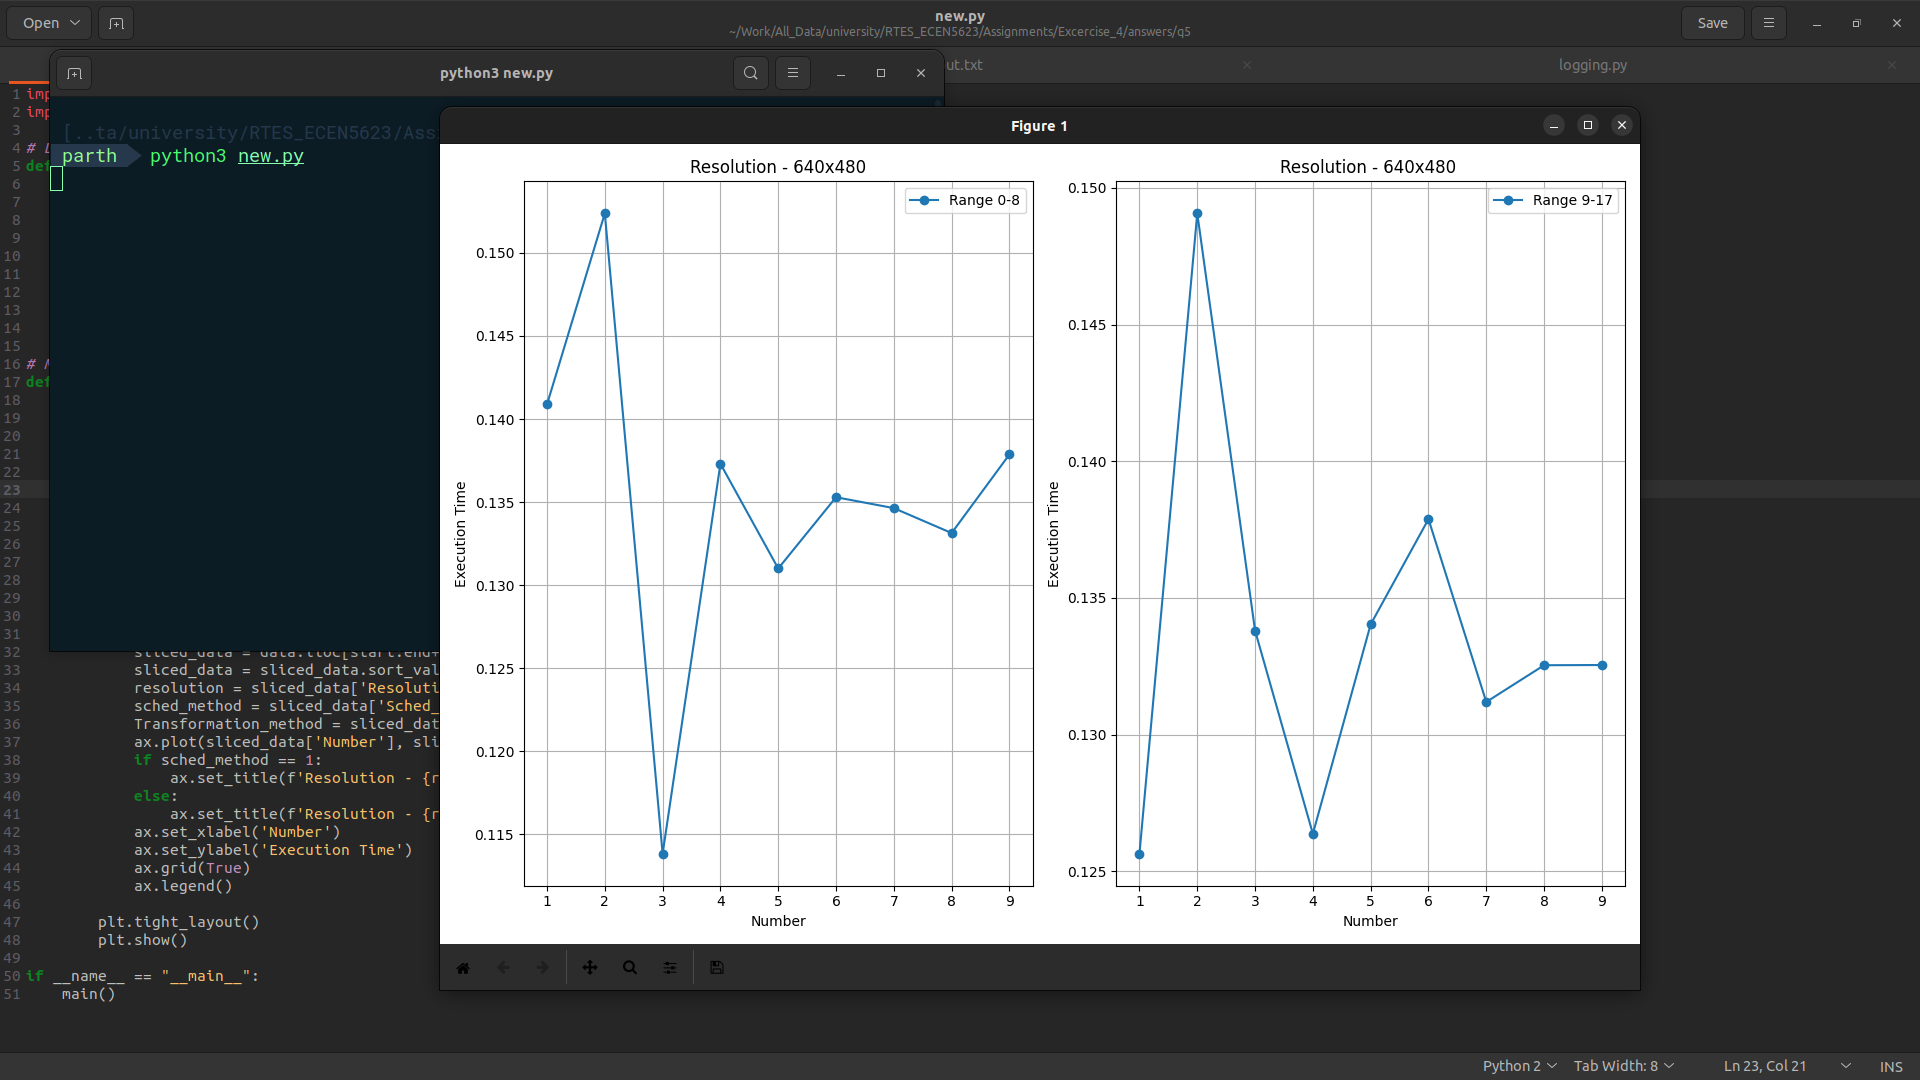 Open
new.py
~/Work/All_Data/university/RTES_ECEN5623/Assignments/Excercise_4/answers/q5
Save
python3 new.py
ut.txt
logging.py
[..ta/university/RTES_ECEN5623/Ass
parth python3 new.py
Figure 1
Resolution - 640x480
Range 0-8
0.150
0.145
0.140
0.135
0.130
0.125
0.120
0.115
Execution Time
1 2 3 4 5 6 7 8 9
Number
Resolution - 640x480
Range 9-17
0.150
0.145
0.140
0.135
0.130
0.125
Execution Time
1 2 3 4 5 6 7 8 9
Number
1 imp
2 imp
3
4 #
5 def
6
7
8
9
10
11
12
13
14
15
16 #
17 def
18
19
20
21
22
23
24
25
26
27
28
29
30
31
32 sliced_data = data.iloc[start:end+
33 sliced_data = sliced_data.sort_val
34 resolution = sliced_data['Resoluti
35 sched_method = sliced_data['Sched_
36 Transformation_method = sliced_dat
37 ax.plot(sliced_data['Number'], sli
38 if sched_method == 1:
39 ax.set_title(f'Resolution - {r
40 else:
41 ax.set_title(f'Resolution - {r
42 ax.set_xlabel('Number')
43 ax.set_ylabel('Execution Time')
44 ax.grid(True)
45 ax.legend()
46
47 plt.tight_layout()
48 plt.show()
49
50 if __name__ == "__main__":
51 main()
Python 2
Tab Width: 8
Ln 23, Col 21
INS